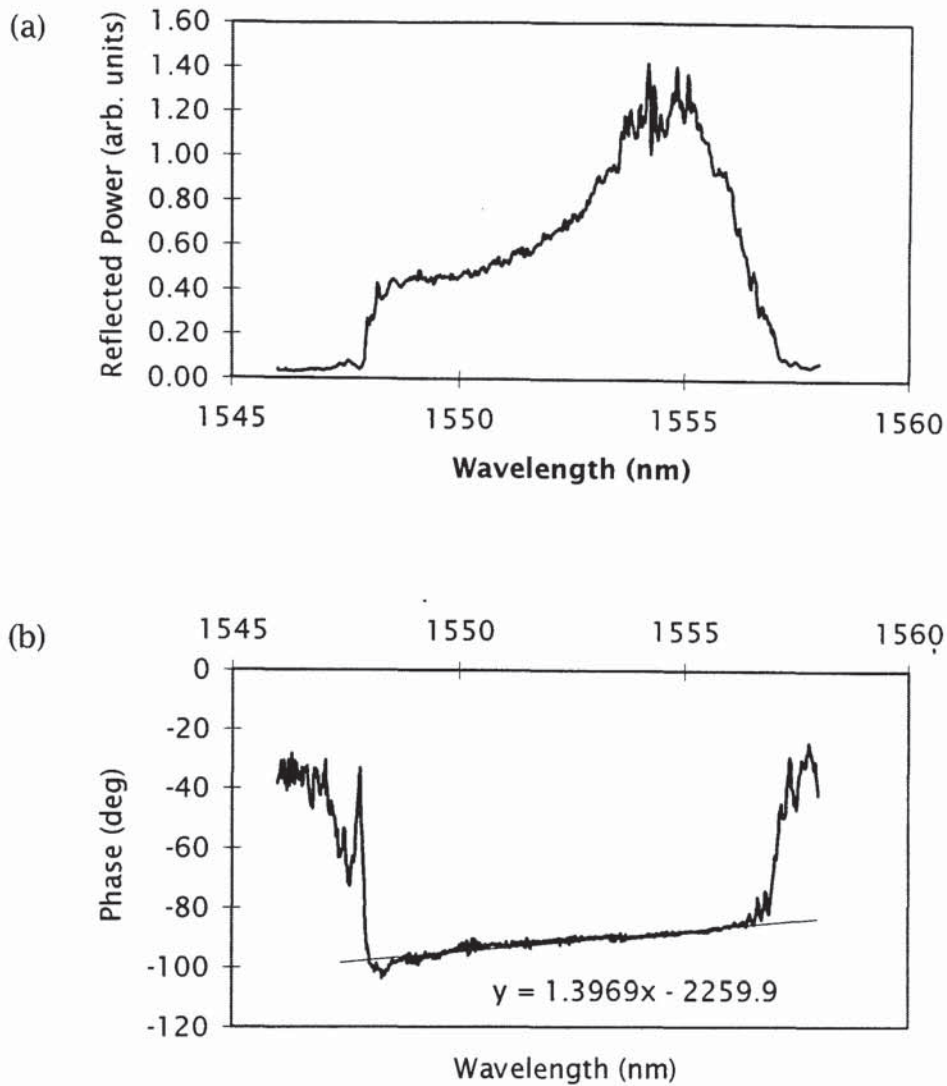 (a)
Reflected Power (arb. units)
1.60
1.40
1.20
1.00
0.80
0.60
0.40
0.20
0.00
1545 1550 1555 1560
Wavelength (nm)
(b)
1545 1550 1555 1560
Phase (deg)
0
-20
-40
-60
-80
-100
-120
y = 1.3969x - 2259.9
Wavelength (nm)